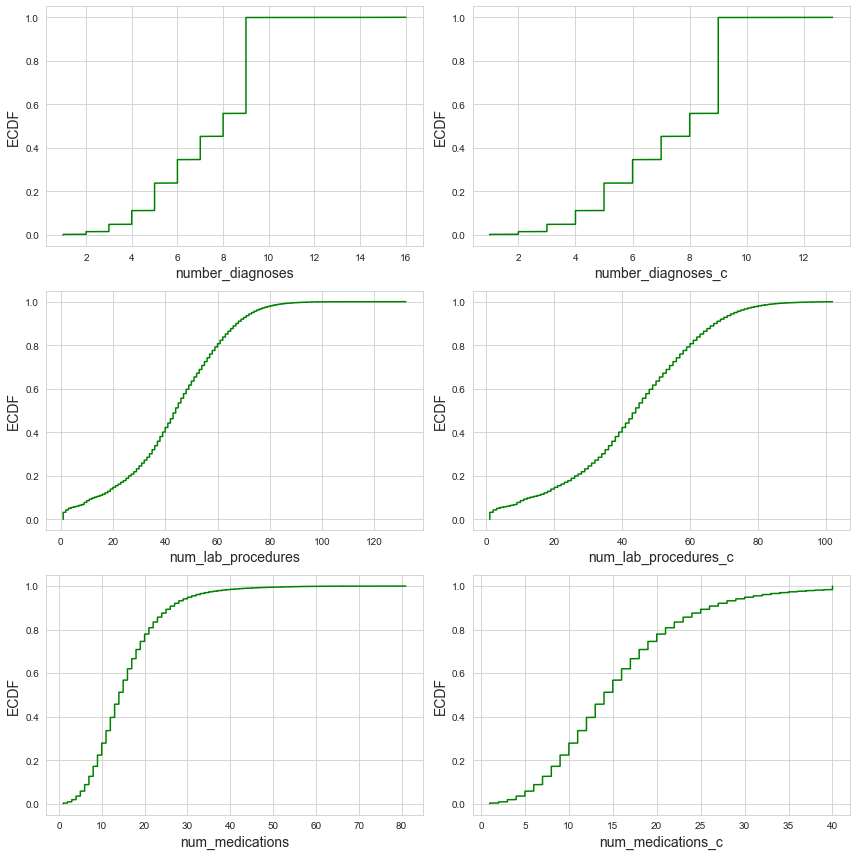 1.0
0.8
0.6
0.4
0.2
0.0
ECDF
2 4 6 8 10 12 14 16
number_diagnoses
1.0
0.8
0.6
0.4
0.2
0.0
ECDF
2 4 6 8 10 12
number_diagnoses_c
1.0
0.8
0.6
0.4
0.2
0.0
ECDF
0 20 40 60 80 100 120
num_lab_procedures
1.0
0.8
0.6
0.4
0.2
0.0
ECDF
0 20 40 60 80 100
num_lab_procedures_c
1.0
0.8
0.6
0.4
0.2
0.0
ECDF
0 10 20 30 40 50 60 70 80
num_medications
1.0
0.8
0.6
0.4
0.2
0.0
ECDF
0 5 10 15 20 25 30 35 40
num_medications_c